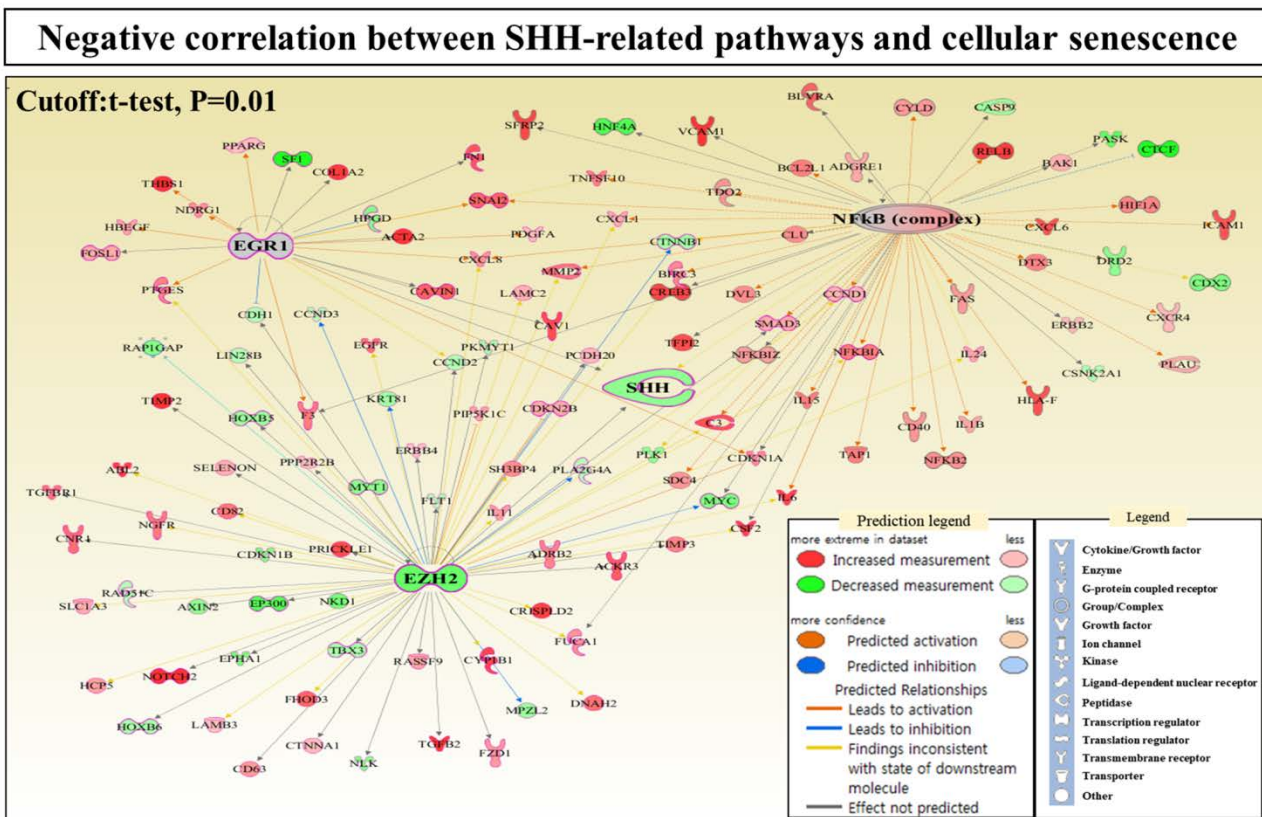 Negative correlation between SHH-related pathways and cellular senescence
Cutoff:t-test, P=0.01
BLVRA
SFRP2
HNF4A
VCAM1
CYLD
CASP9
PASK
PPARG
SF1
COL1A2
FN1
BCL2L1
ADGRE1
RELB
BAK1
CTCF
THBS1
NDRG1
TNFSF10
TDO2
HBEGF
HPGD
SNAI2
CXCL1
NFkB (complex)
HIF1A
EGR1
ACTA2
PDGFA
CTNNB1
CLU
CXCL6
ICAM1
FOSL1
CXCL8
MMP2
BIRC3
DTX3
DRD2
PTGES
CAVIN1
LAMC2
CREB3
DVL3
CCND1
FAS
CDX2
CDH1
CCND3
CAV1
SMAD3
ERBB2
CXCR4
RAP1GAP
LIN28B
EGFR
CCND2
PKMYT1
PCDH20
TFPI2
NFKBIZ
NFKBIA
IL24
PLAU
SHH
CSNK2A1
TIMP2
HOXB5
F3
KRT81
PIP5K1C
CDKN2B
IL15
HLA-F
C3
CD40
IL1B
ABL2
SELENON
PPP2R2B
ERBB4
SH3BP4
PLA2G4A
PLK1
CDKN1A
TAP1
NFKB2
TGFBR1
MYT1
FLT1
SDC4
MYC
IL6
CNR1
NGFR
CD82
IL11
CSF2
CDKN1B
PRICKLE1
ADRB2
TIMP3
ACKR3
EZH2
RAD51C
SLC1A3
AXIN2
EP300
NKD1
CRISPLD2
FUCA1
HCP5
NOTCH2
EPHA1
TBX3
RASSF9
CYP1B1
HOXB6
LAMB3
FHOD3
MPZL2
DNAH2
CD63
CTNNA1
NLK
TGFB2
FZD1
Prediction legend
more extreme in dataset
less
Increased measurement
Decreased measurement
more confidence
less
Predicted activation
Predicted inhibition
Predicted Relationships
Leads to activation
Leads to inhibition
Findings inconsistent
with state of downstream
molecule
Effect not predicted
Legend
Cytokine/Growth factor
Enzyme
G-protein coupled receptor
Group/Complex
Growth factor
Ion channel
Kinase
Ligand-dependent nuclear receptor
Peptidase
Transcription regulator
Translation regulator
Transmembrane receptor
Transporter
Other